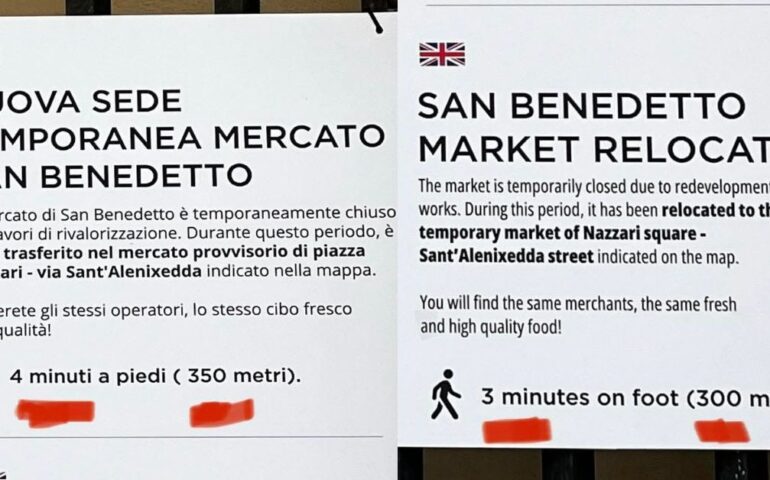 UOVA SEDE
MPORANEA MERCATO
AN BENEDETTO
rcato di San Benedetto è temporaneamente chiuso
avori di rivalorizzazione. Durante questo periodo, è
trasferito nel mercato provvisorio di piazza
ari - via Sant'Alenixedda indicato nella mappa.
erete gli stessi operatori, lo stesso cibo fresco
qualità!
4 minuti a piedi ( 350 metri).
SAN BENEDETTO
MARKET RELOCAT
The market is temporarily closed due to redevelopment
works. During this period, it has been relocated to th
temporary market of Nazzari square -
Sant'Alenixedda street indicated on the map.
You will find the same merchants, the same fresh
and high quality food!
3 minutes on foot (300 m